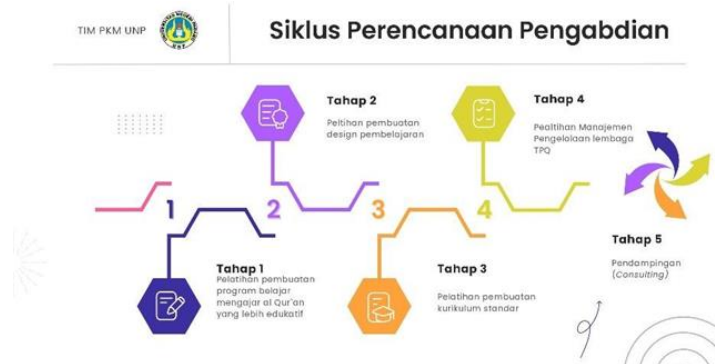 TIM PKM UNP
Siklus Perencanaan Pengabdian
Tahap 2
Peltihan pembuatan
design pembelajaran
Tahap 4
Pealtihan Manajemen
Pengelolaan lembaga
TPQ
1
2
3
4
Tahap 1
Pelatihan pembuatan
program belajar
mengajar al Qur'an
yang lebih edukatif
Tahap 3
Pelatihan pembuatan
kurikulum standar
Tahap 5
Pendampingan
(Consulting)